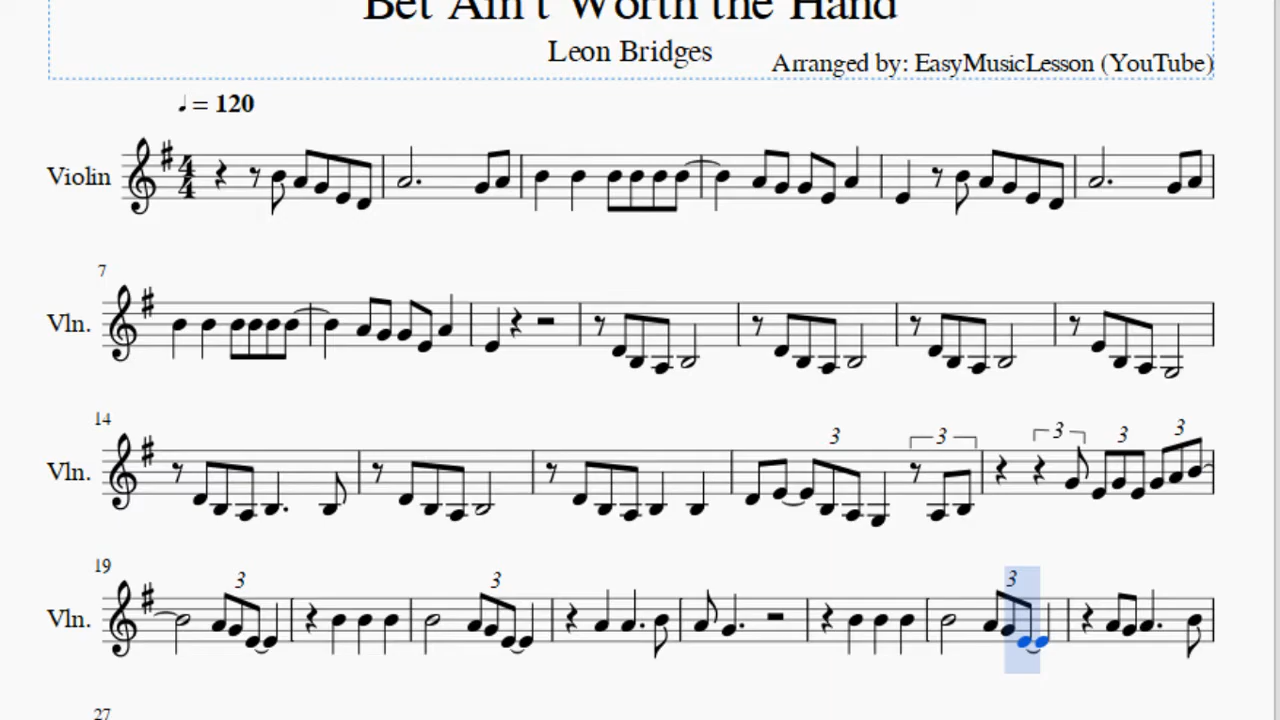 Bet Ain't Worth the Hand
Leon Bridges
Arranged by: EasyMusicLesson (YouTube)
♩ = 120
Violin
4
4
7
Vln.
14
3
3
3
3
3
Vln.
19
3
3
3
Vln.
27